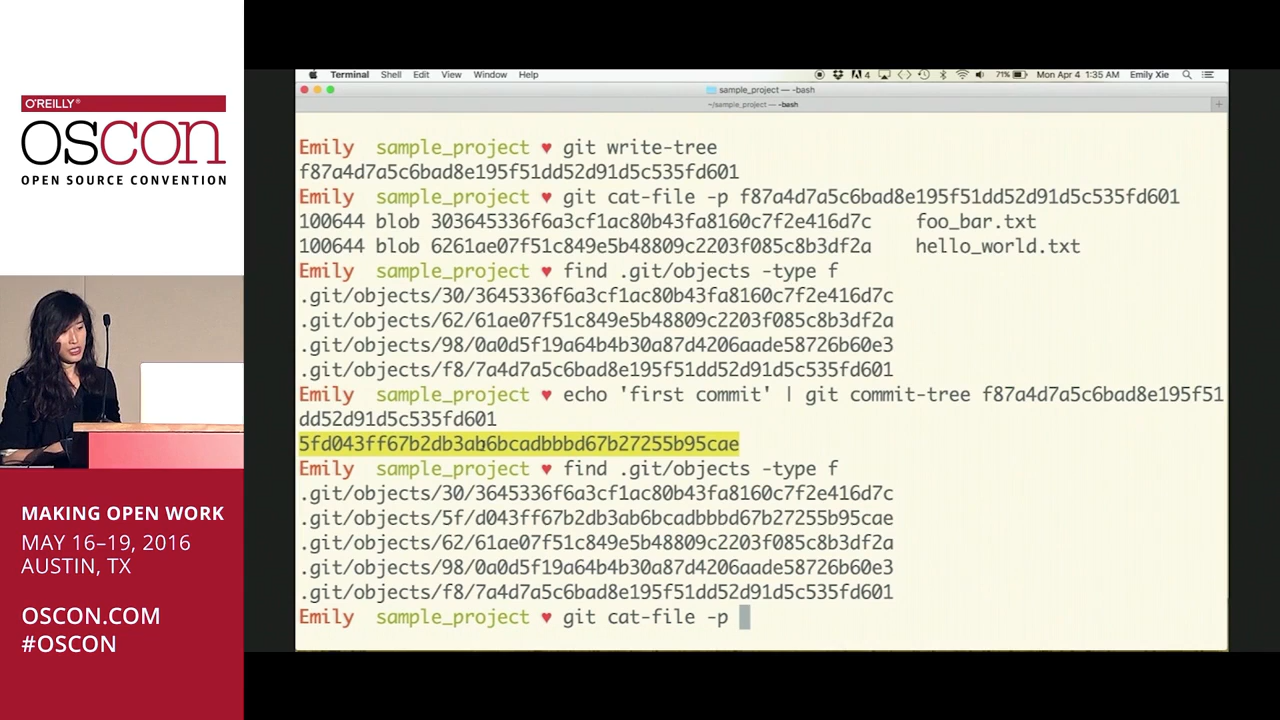 O'REILLY®
OSCON
OPEN SOURCE CONVENTION
MAKING OPEN WORK
MAY 16–19, 2016
AUSTIN, TX
OSCON.COM
#OSCON
Terminal Shell Edit View Window Help 4 71% Mon Apr 4 1:35 AM Emily Xie
sample_project — -bash
~/sample_project — -bash
Emily sample_project ♥ git write-tree
f87a4d7a5c6bad8e195f51dd52d91d5c535fd601
Emily sample_project ♥ git cat-file -p f87a4d7a5c6bad8e195f51dd52d91d5c535fd601
100644 blob 303645336f6a3cf1ac80b43fa8160c7f2e416d7c foo_bar.txt
100644 blob 6261ae07f51c849e5b48809c2203f085c8b3df2a hello_world.txt
Emily sample_project ♥ find .git/objects -type f
.git/objects/30/3645336f6a3cf1ac80b43fa8160c7f2e416d7c
.git/objects/62/61ae07f51c849e5b48809c2203f085c8b3df2a
.git/objects/98/0a0d5f19a64b4b30a87d4206aade58726b60e3
.git/objects/f8/7a4d7a5c6bad8e195f51dd52d91d5c535fd601
Emily sample_project ♥ echo 'first commit' | git commit-tree f87a4d7a5c6bad8e195f51
dd52d91d5c535fd601
5fd043ff67b2db3ab6bcadbbbd67b27255b95cae
Emily sample_project ♥ find .git/objects -type f
.git/objects/30/3645336f6a3cf1ac80b43fa8160c7f2e416d7c
.git/objects/5f/d043ff67b2db3ab6bcadbbbd67b27255b95cae
.git/objects/62/61ae07f51c849e5b48809c2203f085c8b3df2a
.git/objects/98/0a0d5f19a64b4b30a87d4206aade58726b60e3
.git/objects/f8/7a4d7a5c6bad8e195f51dd52d91d5c535fd601
Emily sample_project ♥ git cat-file -p